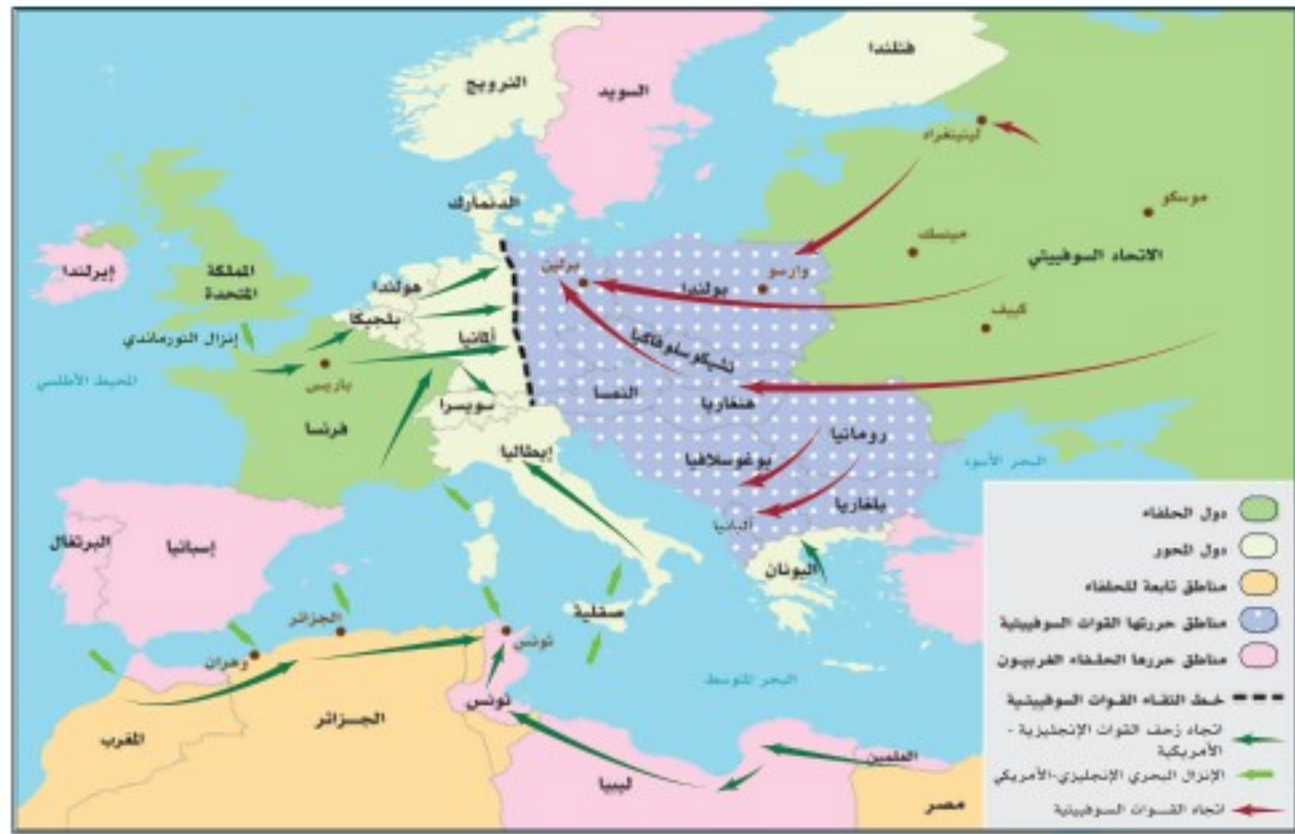 فنلندا
النرويج
السويد
لينينغراد
موسكو
الدنمارك
مينسك
الاتحاد السوفييتي
إيرلندا
المملكة
المتحدة
هولندا
برلين
وارسو
بولندا
بلجيكا
ألمانيا
كييف
إنزال النورماندي
تشيكوسلوفاكيا
المحيط الأطلسي
باريس
سويسرا
النمسا
هنغاريا
فرنسا
إيطاليا
رومانيا
يوغوسلافيا
البحر الأسود
بلغاريا
ألبانيا
البرتغال
إسبانيا
اليونان
صقلية
الجزائر
وهران
تونس
البحر المتوسط
تونس
المغرب
الجزائر
ليبيا
العلمين
مصر
دول الحلفاء
دول المحور
مناطق تابعة للحلفاء
مناطق حررتها القوات السوفييتية
مناطق حررها الحلفاء الغربيون
خط التقاء القوات السوفييتية
اتجاه زحف القوات الإنجليزية -
الأمريكية
الإنزال البحري الإنجليزي-الأمريكي
اتجاه القوات السوفييتية